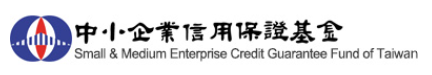 中小企業信用保證基金
Small & Medium Enterprise Credit Guarantee Fund of Taiwan